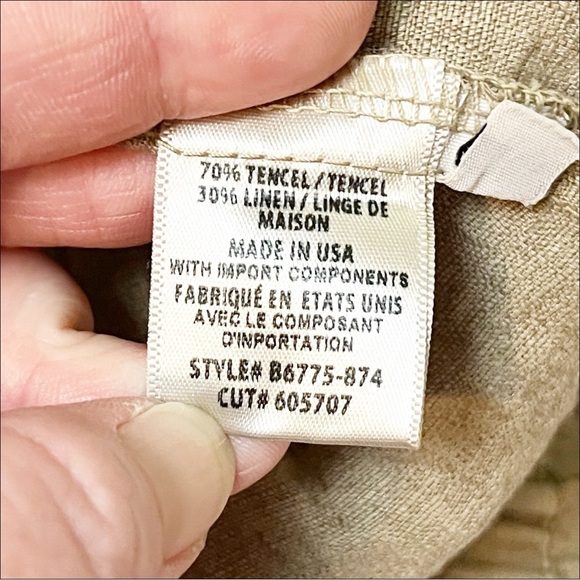 70% TENCEL / TENCEL
30% LINEN / LINGE DE
MAISON
MADE IN USA
WITH IMPORT COMPONENTS
FABRIQUÉ EN ETATS UNIS
AVEC LE COMPOSANT
D'INPORTATION
STYLE# B6775-874
CUT# 605707